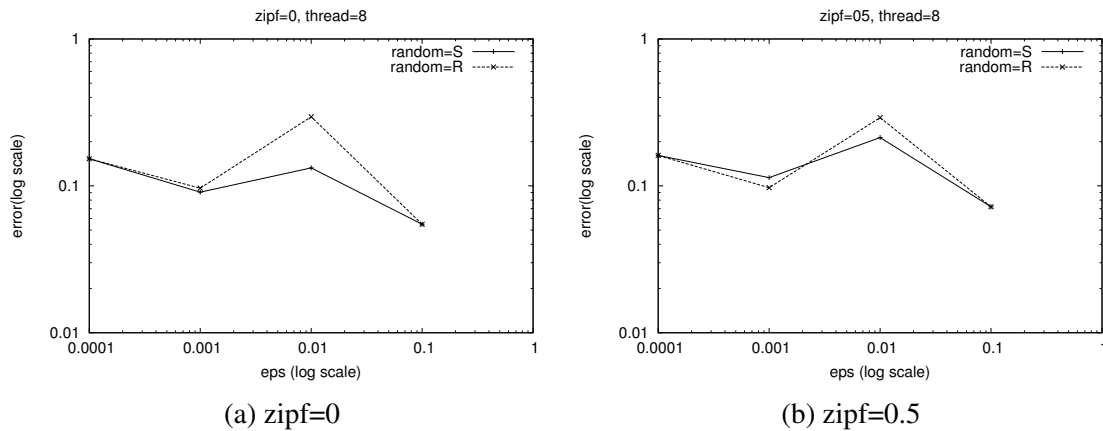 zipf=0, thread=8
1
random=S
random=R
error(log scale)
0.1
0.01
0.0001
0.001
0.01
0.1
1
eps (log scale)
(a) zipf=0
zipf=05, thread=8
1
random=S
random=R
error(log scale)
0.1
0.01
0.0001
0.001
0.01
0.1
1
eps (log scale)
(b) zipf=0.5